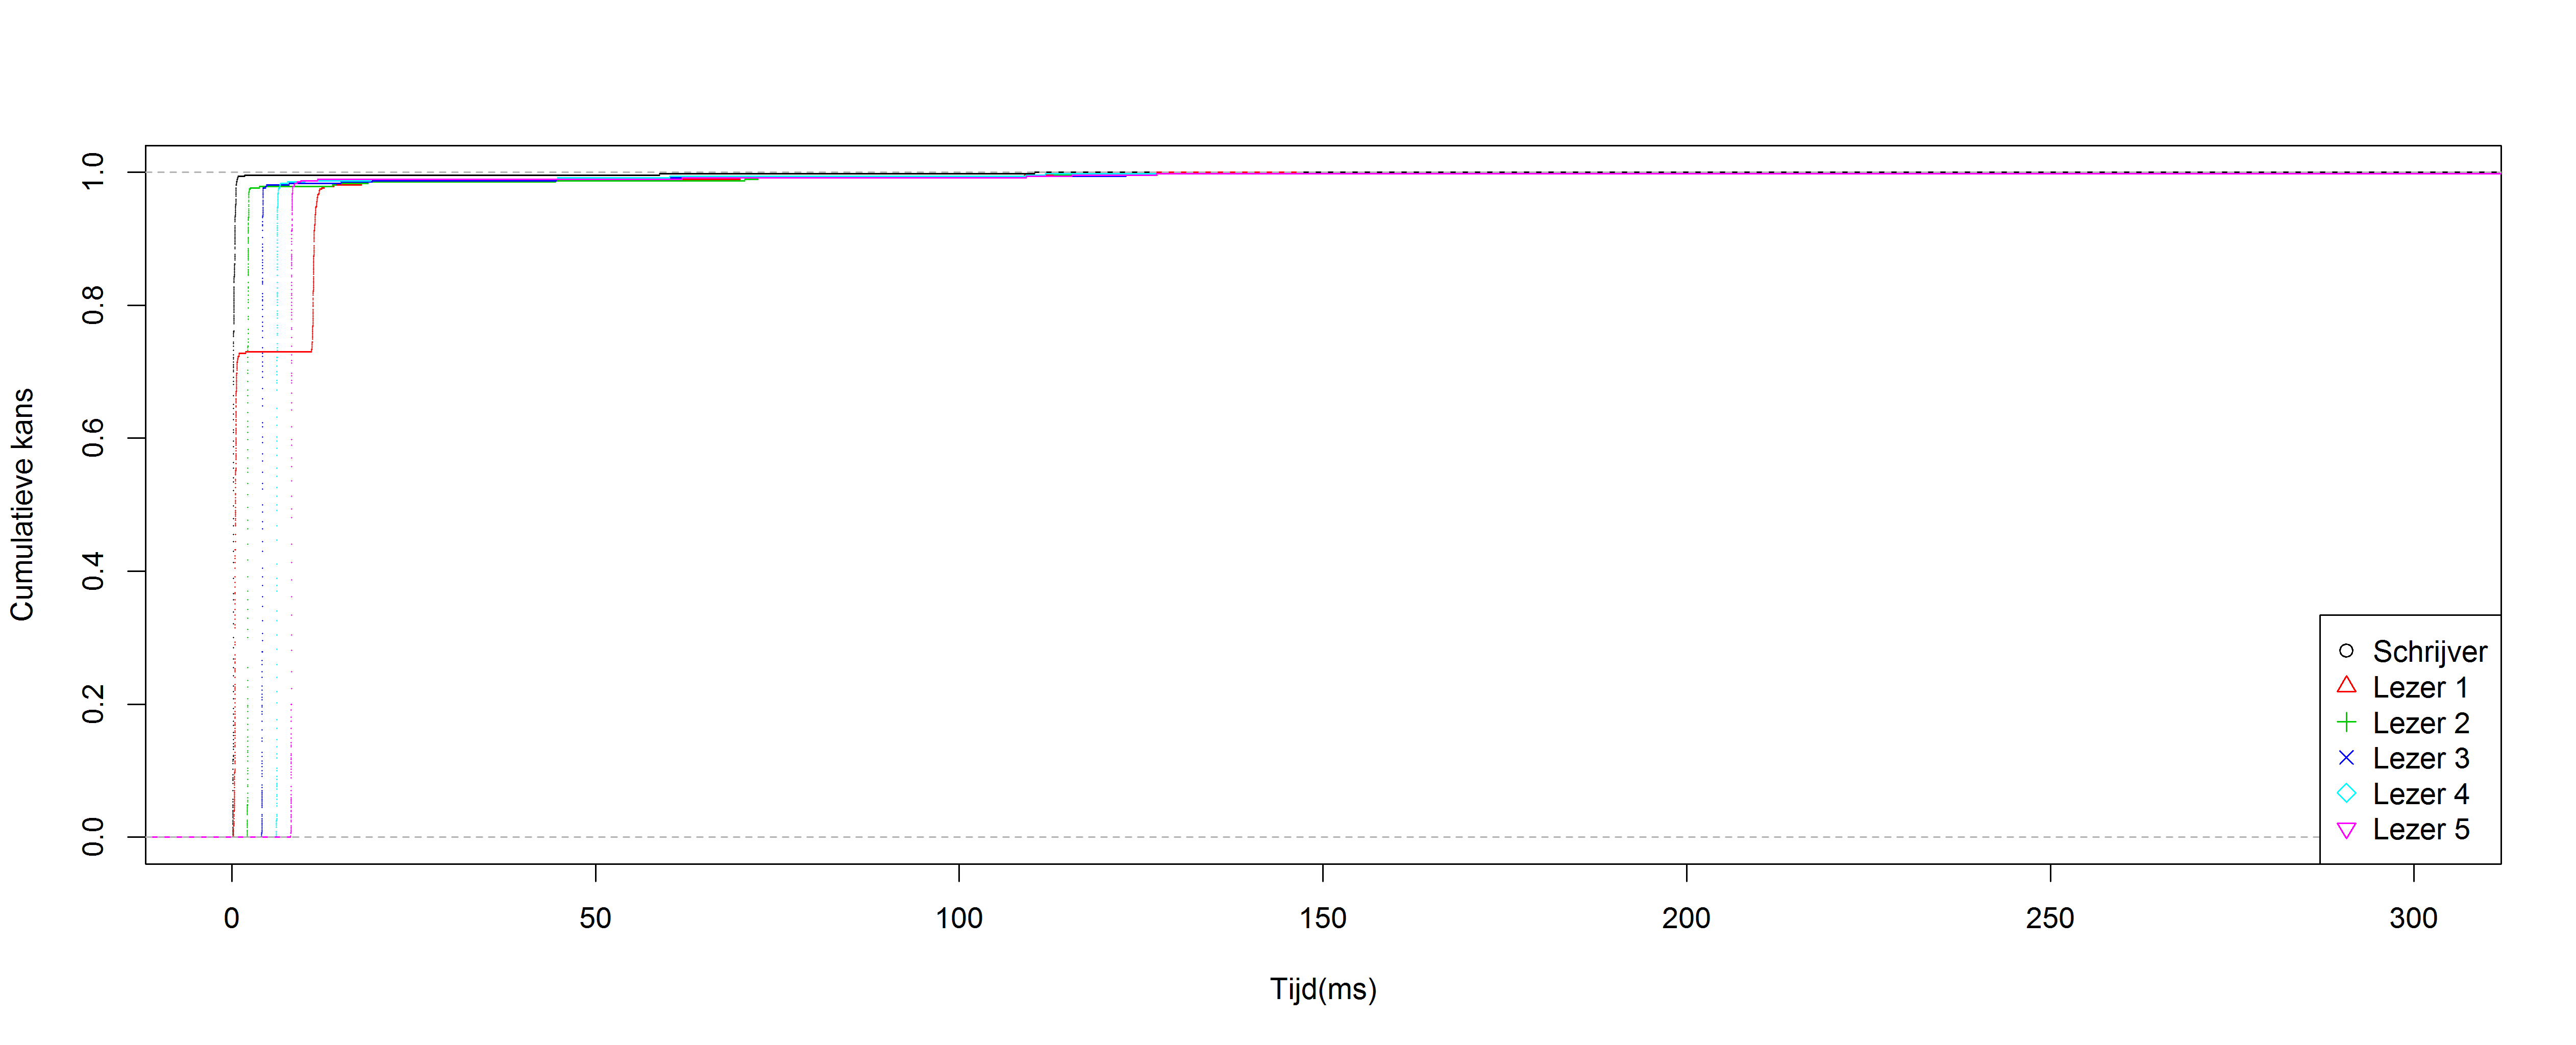 Cumulatieve kans
1.0
0.8
0.6
0.4
0.2
0.0
Schrijver
Lezer 1
Lezer 2
Lezer 3
Lezer 4
Lezer 5
0 50 100 150 200 250 300
Tijd(ms)